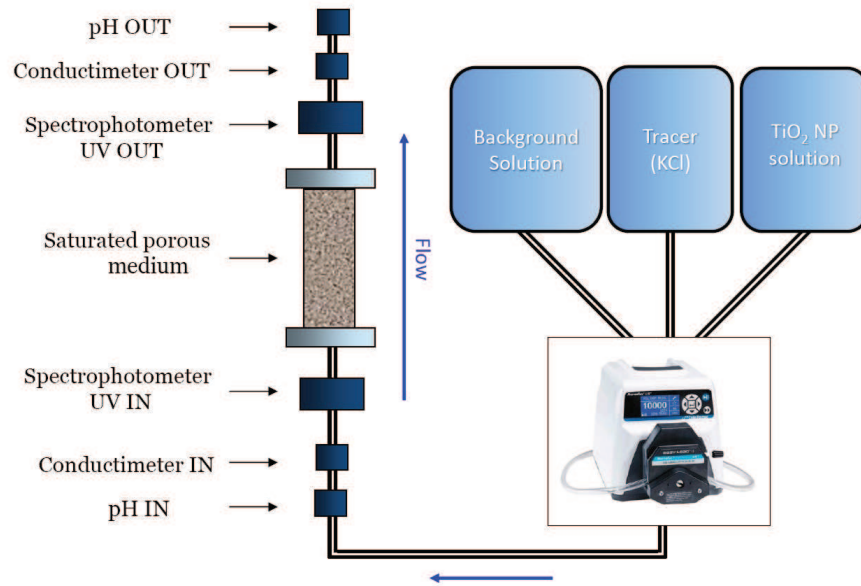 pH OUT
Conductimeter OUT
Spectrophotometer
UV OUT
Saturated porous
medium
Spectrophotometer
UV IN
Conductimeter IN
pH IN
Flow
Background
Solution
Tracer
(KCl)
TiO₂ NP
solution
10000